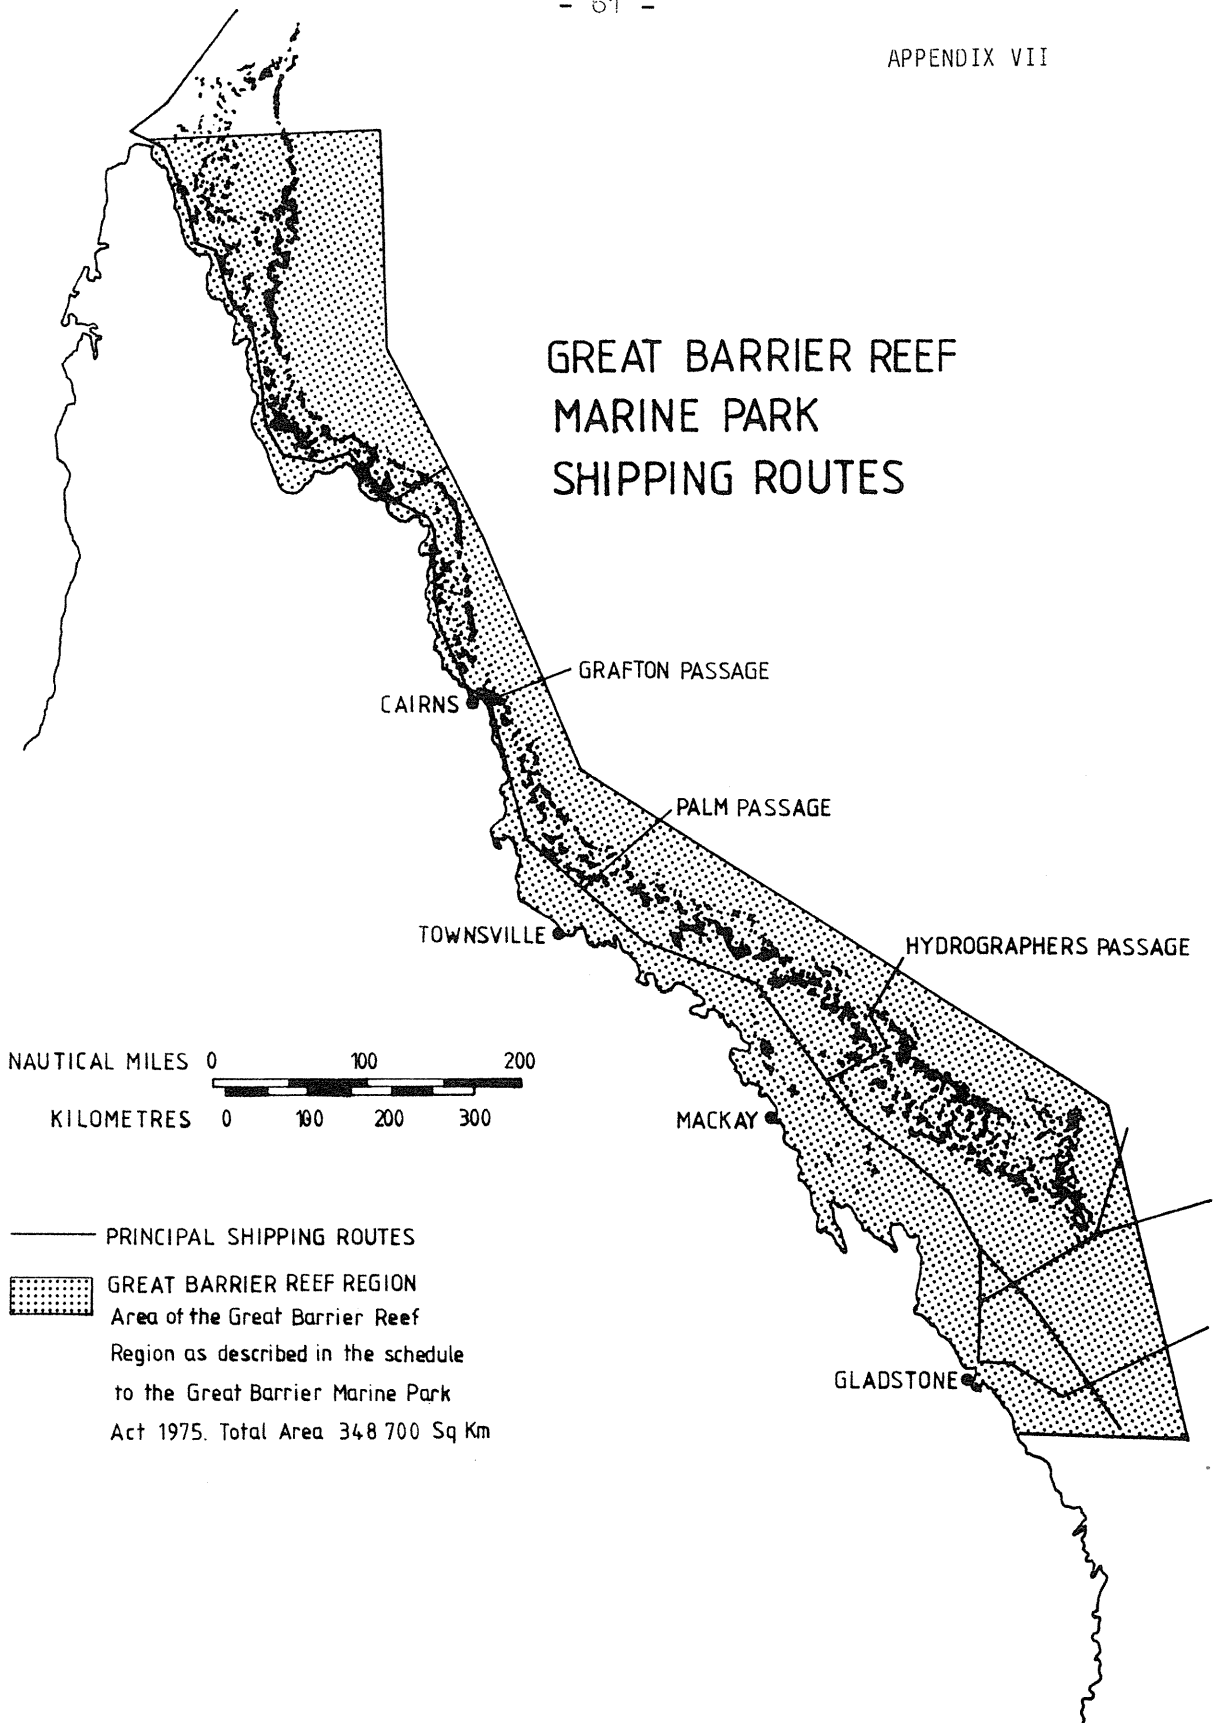 APPENDIX VII
GREAT BARRIER REEF
MARINE PARK
SHIPPING ROUTES
GRAFTON PASSAGE
CAIRNS
PALM PASSAGE
TOWNSVILLE
HYDROGRAPHERS PASSAGE
NAUTICAL MILES 0 100 200
KILOMETRES 0 100 200 300
MACKAY
PRINCIPAL SHIPPING ROUTES
GREAT BARRIER REEF REGION
Area of the Great Barrier Reef
Region as described in the schedule
to the Great Barrier Marine Park
Act 1975. Total Area 348 700 Sq Km
GLADSTONE